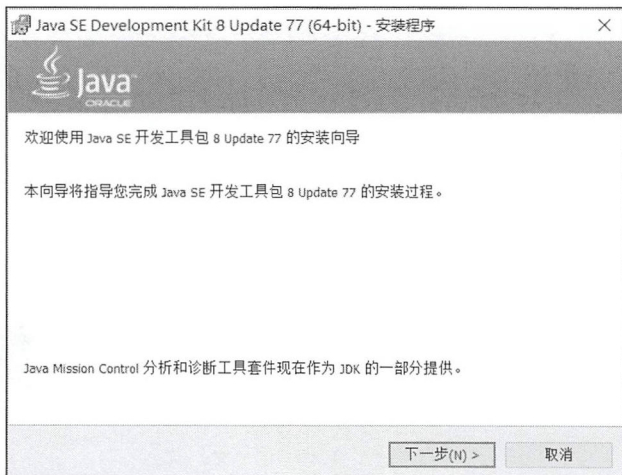 Java SE Development Kit 8 Update 77 (64-bit) - 安装程序
Java
ORACLE
欢迎使用 Java SE 开发工具包 8 Update 77 的安装向导
本向导将指导您完成 Java SE 开发工具包 8 Update 77 的安装过程。
Java Mission Control 分析和诊断工具套件现在作为 JDK 的一部分提供。
下一步(N) > 取消